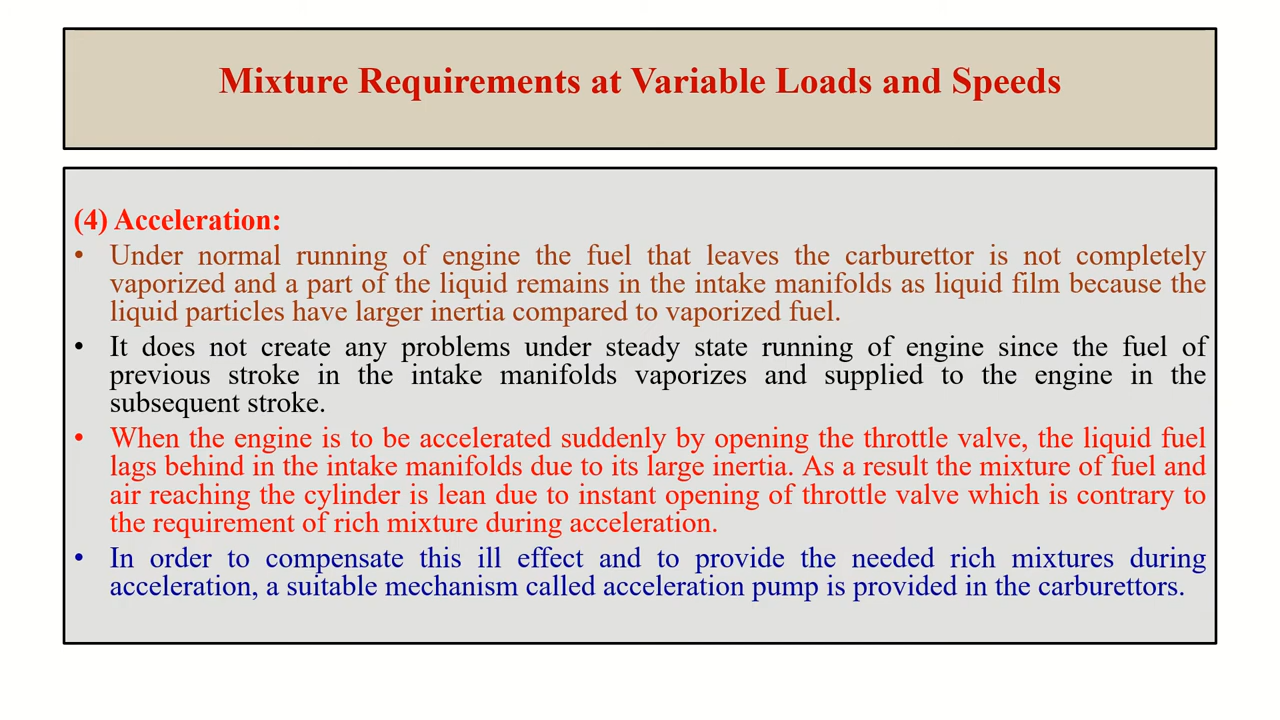 Mixture Requirements at Variable Loads and Speeds
(4) Acceleration:
• Under normal running of engine the fuel that leaves the carburettor is not completely
vaporized and a part of the liquid remains in the intake manifolds as liquid film because the
liquid particles have larger inertia compared to vaporized fuel.
• It does not create any problems under steady state running of engine since the fuel of
previous stroke in the intake manifolds vaporizes and supplied to the engine in the
subsequent stroke.
• When the engine is to be accelerated suddenly by opening the throttle valve, the liquid fuel
lags behind in the intake manifolds due to its large inertia. As a result the mixture of fuel and
air reaching the cylinder is lean due to instant opening of throttle valve which is contrary to
the requirement of rich mixture during acceleration.
• In order to compensate this ill effect and to provide the needed rich mixtures during
acceleration, a suitable mechanism called acceleration pump is provided in the carburettors.